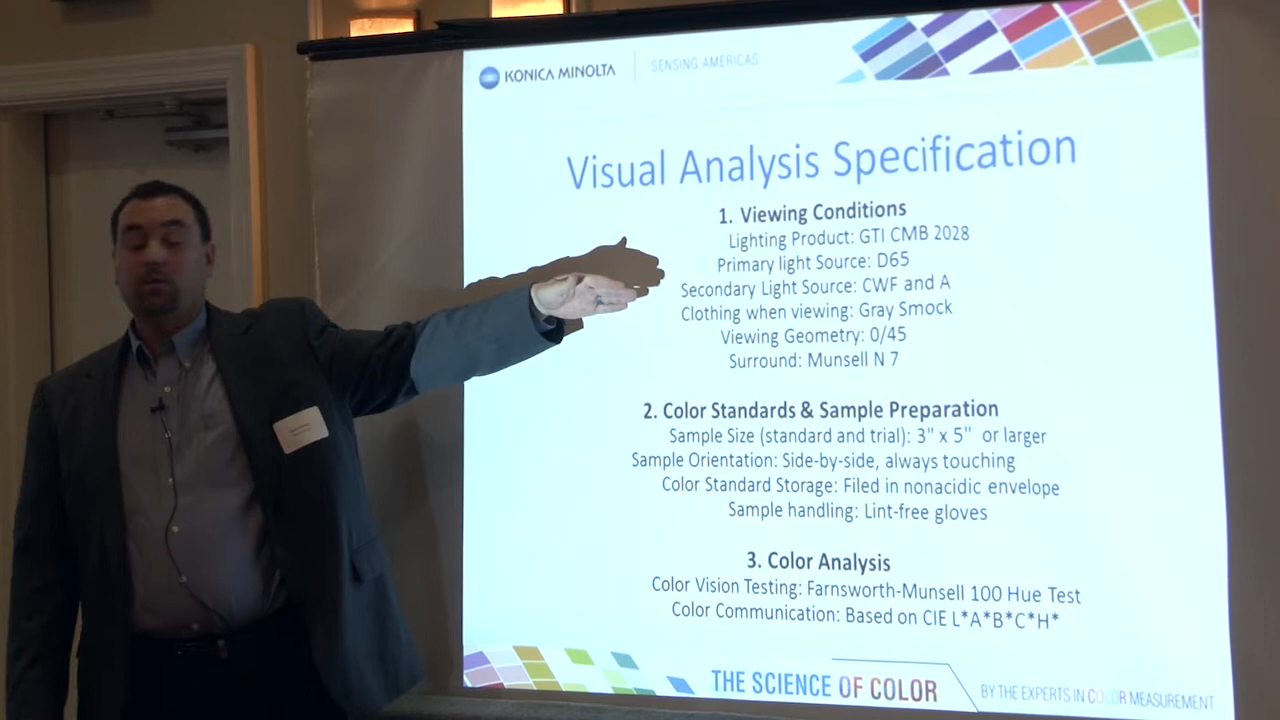 KONICA MINOLTA
SENSING AMERICAS
Visual Analysis Specification
1. Viewing Conditions
Lighting Product: GTI CMB 2028
Primary light Source: D65
Secondary Light Source: CWF and A
Clothing when viewing: Gray Smock
Viewing Geometry: 0/45
Surround: Munsell N 7
2. Color Standards & Sample Preparation
Sample Size (standard and trial): 3" x 5" or larger
Sample Orientation: Side-by-side, always touching
Color Standard Storage: Filed in nonacidic envelope
Sample handling: Lint-free gloves
3. Color Analysis
Color Vision Testing: Farnsworth-Munsell 100 Hue Test
Color Communication: Based on CIE L*A*B*C*H*
THE SCIENCE OF COLOR
BY THE EXPERTS IN COLOR MEASUREMENT